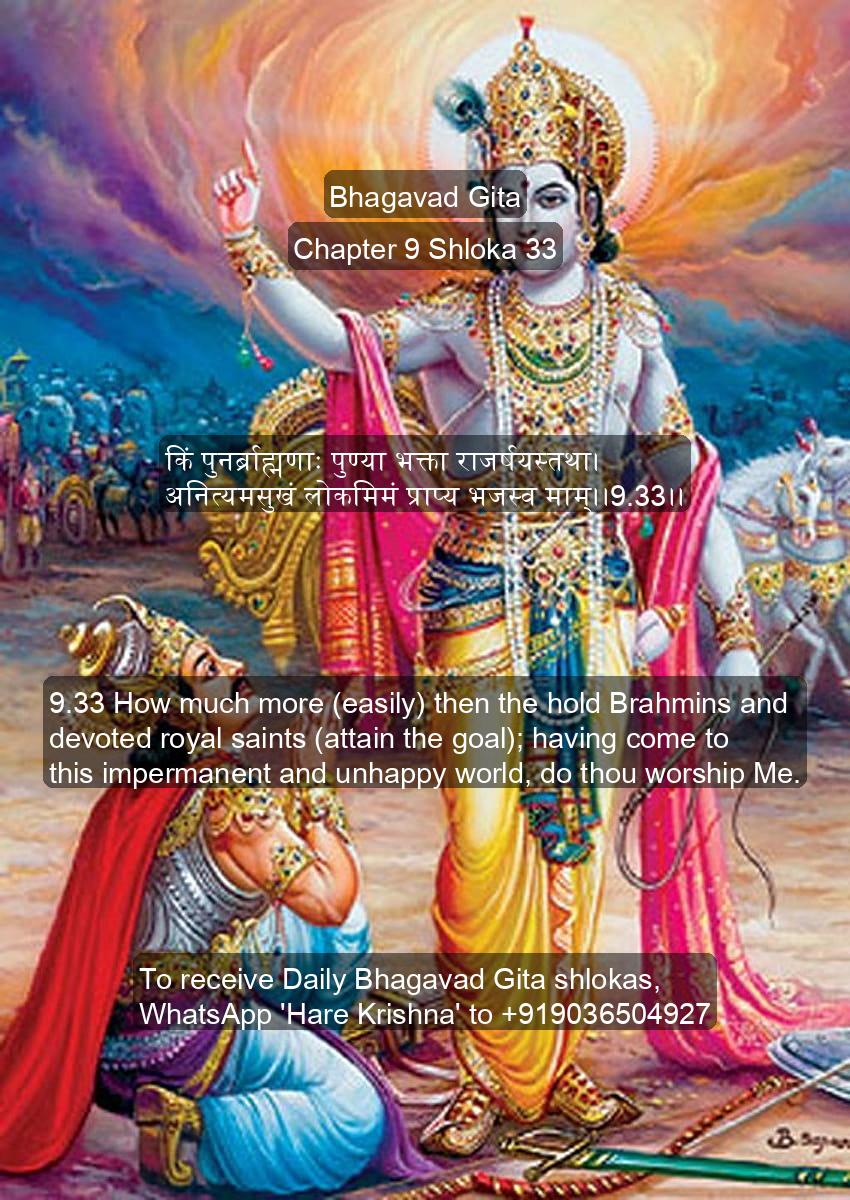 Bhagavad Gita
Chapter 9 Shloka 33
किं पुनर्ब्राह्मणाः पुण्या भक्ता राजर्षयस्तथा।
अनित्यमसुखं लोकमिमं प्राप्य भजस्व माम्।।9.33।।
9.33 How much more (easily) then the hold Brahmins and
devoted royal saints (attain the goal); having come to
this impermanent and unhappy world, do thou worship Me.
To receive Daily Bhagavad Gita shlokas,
WhatsApp 'Hare Krishna' to +919036504927